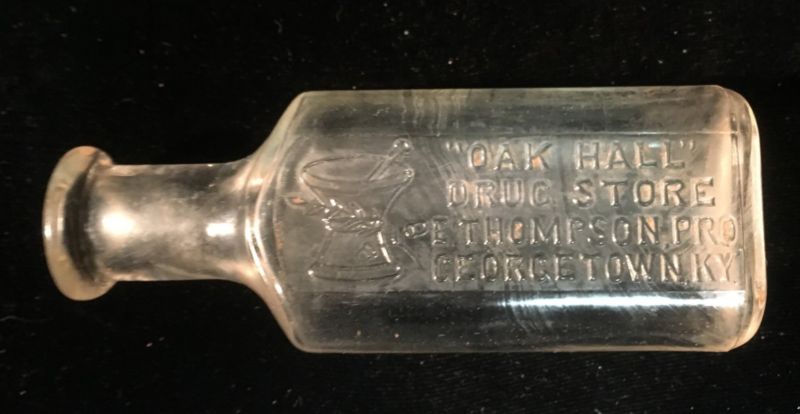 "OAK HALL"
DRUG STORE
E THOMPSON, PRO
GEORGETOWN, KY